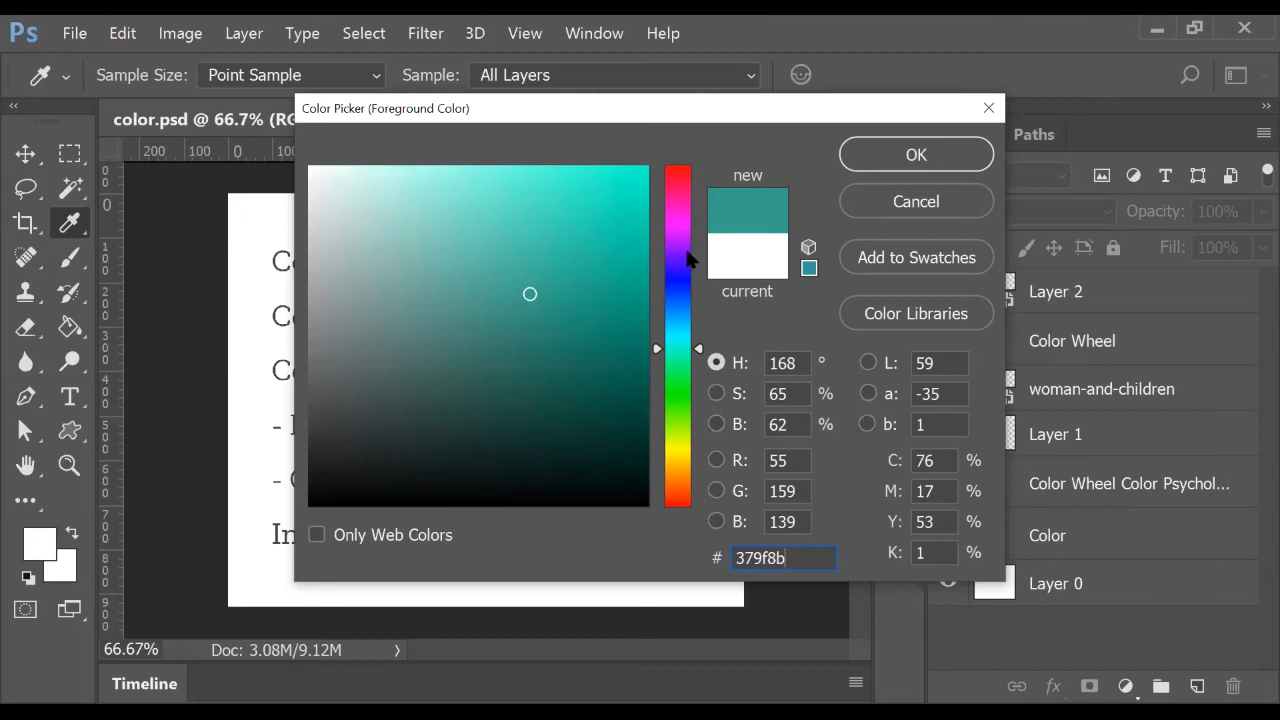 Ps File Edit Image Layer Type Select Filter 3D View Window Help
Sample Size: Point Sample Sample: All Layers
Color Picker (Foreground Color)
color.psd @ 66.7% (RG
Paths
200 100 0
new
OK
Cancel
Opacity: 100%
Add to Swatches
Fill: 100%
current
Layer 2
Color Libraries
Color Wheel
H: 168 ° L: 59
S: 65 % a: -35
woman-and-children
B: 62 % b: 1
Layer 1
R: 55 C: 76 %
G: 159 M: 17 %
Color Wheel Color Psychol...
B: 139 Y: 53 %
Only Web Colors
Color
# 379f8b K: 1 %
Layer 0
66.67% Doc: 3.08M/9.12M
Timeline
fx